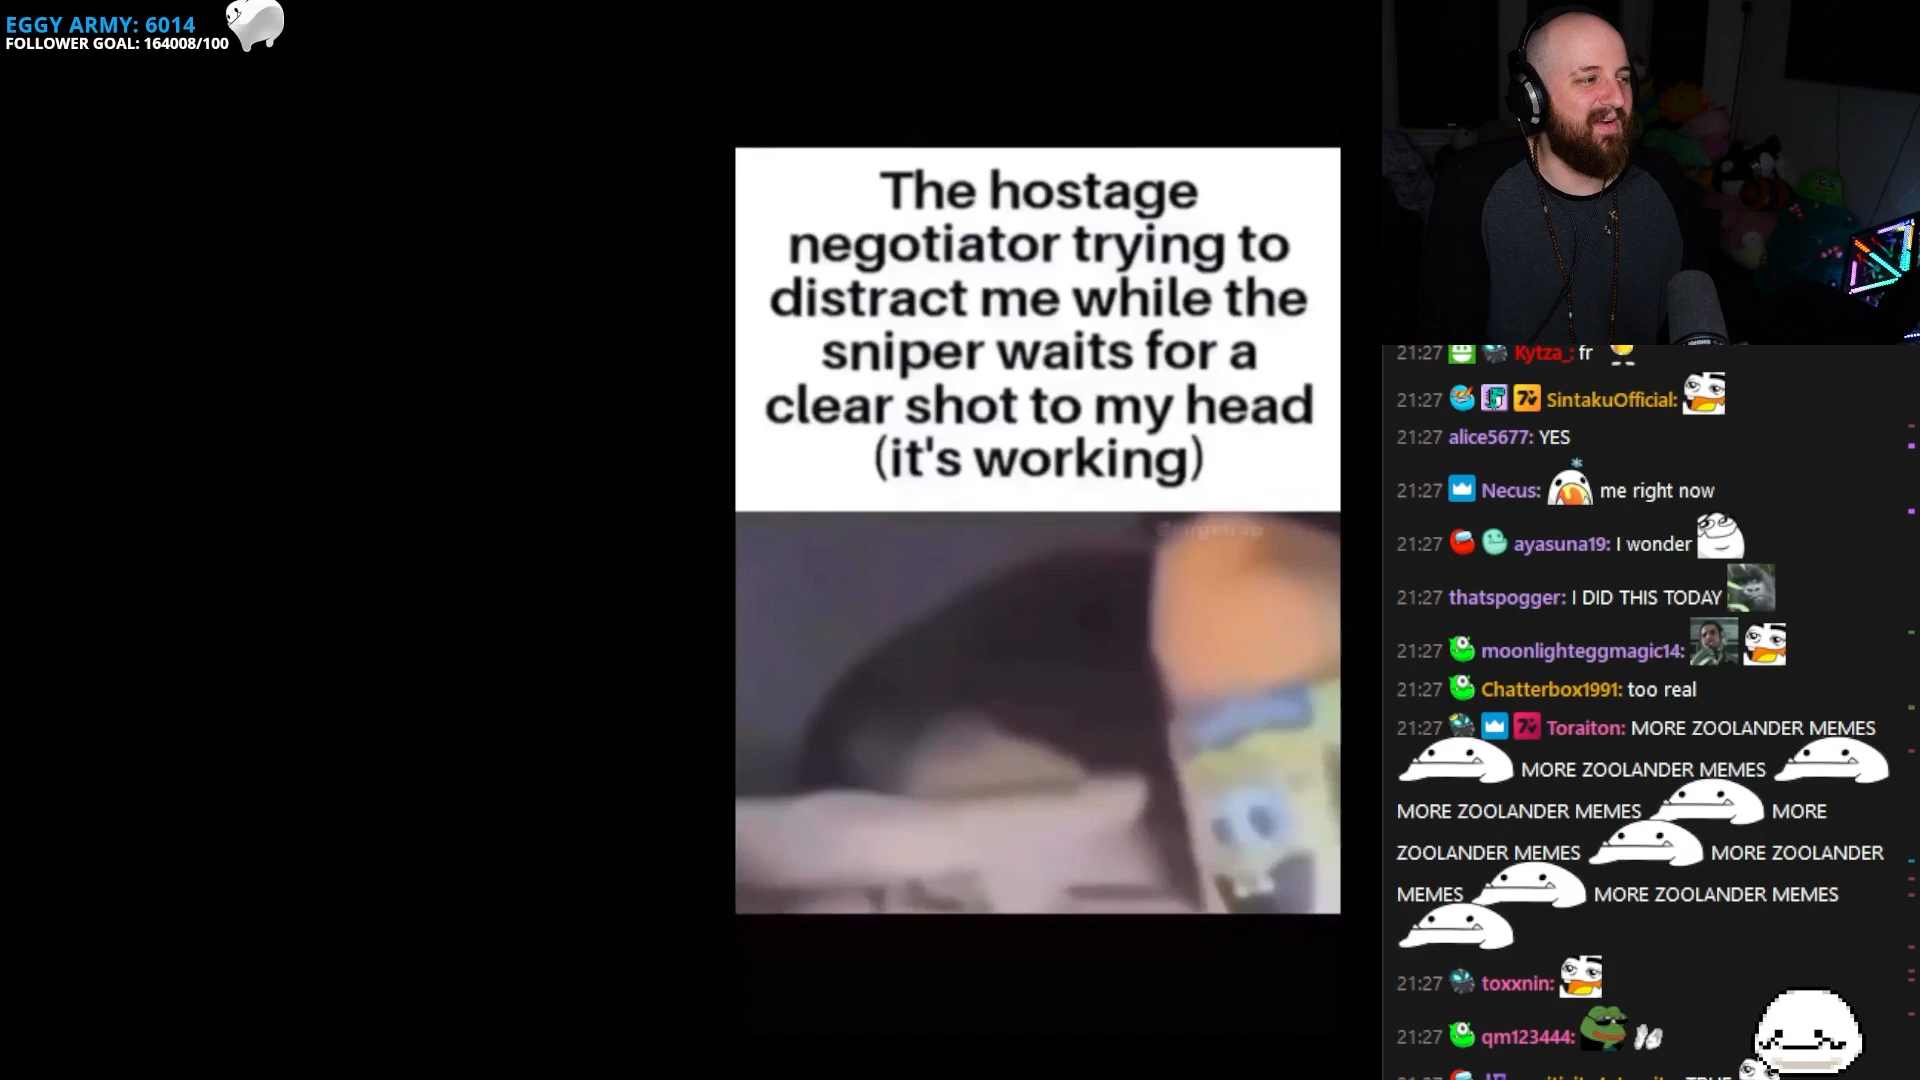 EGGY ARMY: 6014
FOLLOWER GOAL: 164008/100
The hostage
negotiator trying to
distract me while the
sniper waits for a
clear shot to my head
(it's working)
21:27 Kytza_: fr
21:27 SintakuOfficial:
21:27 alice5677: YES
21:27 Necus: me right now
21:27 ayasuna19: I wonder
21:27 thatspogger: I DID THIS TODAY
21:27 moonlighteggmagic14:
21:27 Chatterbox1991: too real
21:27 Toraiton: MORE ZOOLANDER MEMES
MORE ZOOLANDER MEMES
MORE ZOOLANDER MEMES MORE
ZOOLANDER MEMES MORE ZOOLANDER
MEMES MORE ZOOLANDER MEMES
21:27 toxxnin:
21:27 qm123444: